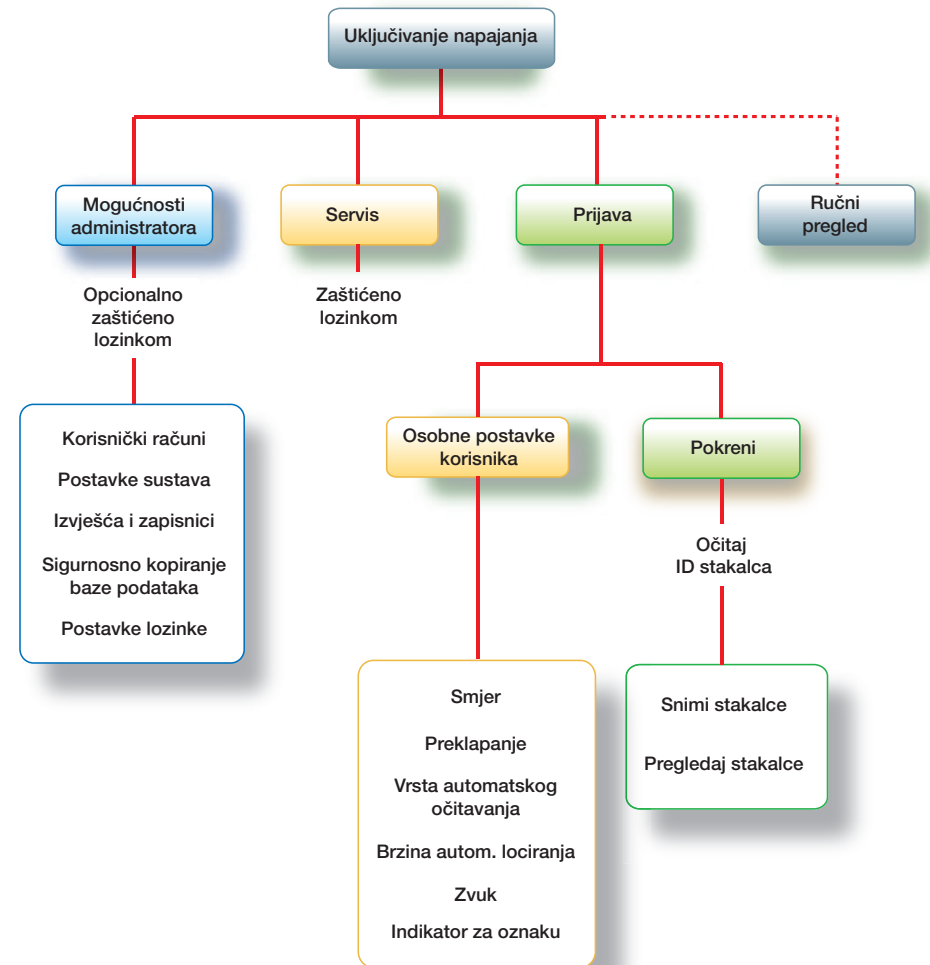 Uključivanje napajanja
Mogućnosti
administratora
Servis
Prijava
Ručni
pregled
Opcionalno
zaštićeno
lozinkom
Zaštićeno
lozinkom
Korisnički računi
Postavke sustava
Izvješća i zapisnici
Sigurnosno kopiranje
baze podataka
Postavke lozinke
Osobne postavke
korisnika
Pokreni
Očitaj
ID stakalca
Smjer
Preklapanje
Vrsta automatskog
očitavanja
Brzina autom. lociranja
Zvuk
Indikator za oznaku
Snimi stakalce
Pregledaj stakalce